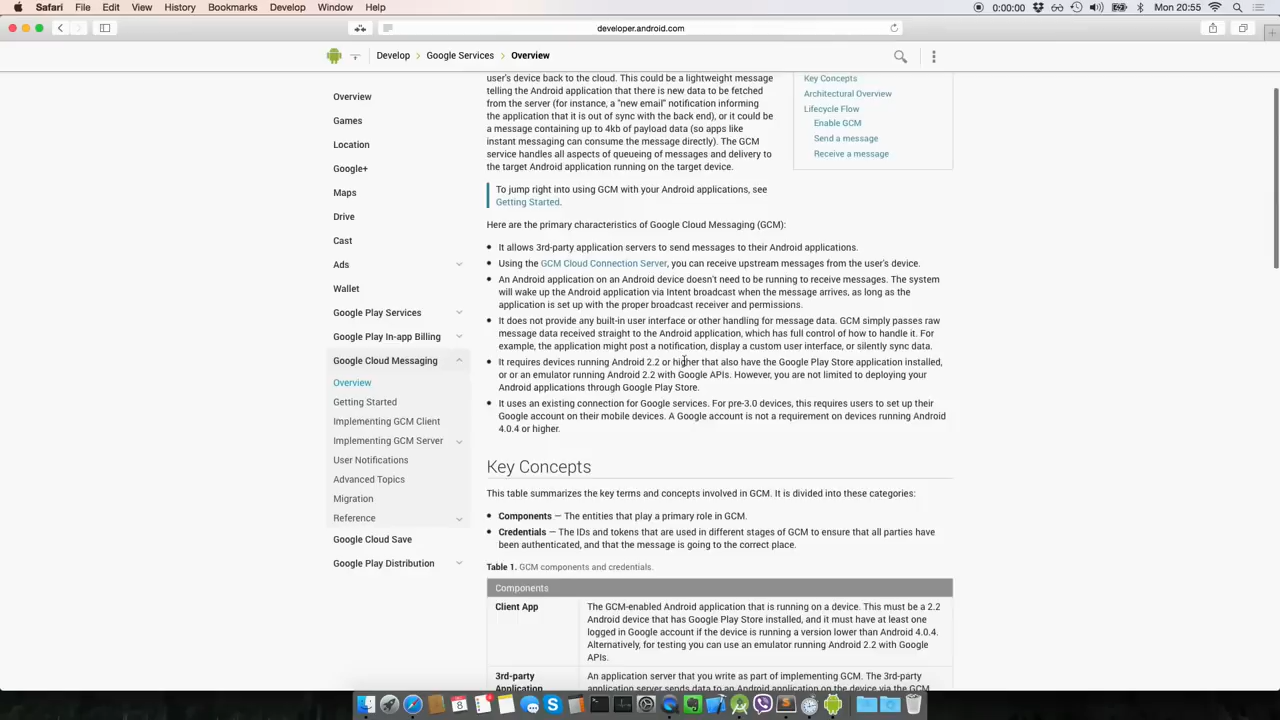 Safari File Edit View History Bookmarks Develop Window Help 0:00:00 Mon 20:55
developer.android.com
Develop Google Services Overview
Overview
Games
Location
Google+
Maps
Drive
Cast
Ads
Wallet
Google Play Services
Google Play In-app Billing
Google Cloud Messaging
Overview
Getting Started
Implementing GCM Client
Implementing GCM Server
User Notifications
Advanced Topics
Migration
Reference
Google Cloud Save
Google Play Distribution
user's device back to the cloud. This could be a lightweight message
telling the Android application that there is new data to be fetched
from the server (for instance, a "new email" notification informing
the application that it is out of sync with the back end), or it could be
a message containing up to 4kb of payload data (so apps like
instant messaging can consume the message directly). The GCM
service handles all aspects of queueing of messages and delivery to
the target Android application running on the target device.
Key Concepts
Architectural Overview
Lifecycle Flow
Enable GCM
Send a message
Receive a message
To jump right into using GCM with your Android applications, see
Getting Started.
Here are the primary characteristics of Google Cloud Messaging (GCM):
It allows 3rd-party application servers to send messages to their Android applications.
Using the GCM Cloud Connection Server, you can receive upstream messages from the user's device.
An Android application on an Android device doesn't need to be running to receive messages. The system
will wake up the Android application via Intent broadcast when the message arrives, as long as the
application is set up with the proper broadcast receiver and permissions.
It does not provide any built-in user interface or other handling for message data. GCM simply passes raw
message data received straight to the Android application, which has full control of how to handle it. For
example, the application might post a notification, display a custom user interface, or silently sync data.
It requires devices running Android 2.2 or higher that also have the Google Play Store application installed,
or or an emulator running Android 2.2 with Google APIs. However, you are not limited to deploying your
Android applications through Google Play Store.
It uses an existing connection for Google services. For pre-3.0 devices, this requires users to set up their
Google account on their mobile devices. A Google account is not a requirement on devices running Android
4.0.4 or higher.
Key Concepts
This table summarizes the key terms and concepts involved in GCM. It is divided into these categories:
Components — The entities that play a primary role in GCM.
Credentials — The IDs and tokens that are used in different stages of GCM to ensure that all parties have
been authenticated, and that the message is going to the correct place.
Table 1. GCM components and credentials.
Components
Client App
The GCM-enabled Android application that is running on a device. This must be a 2.2
Android device that has Google Play Store installed, and it must have at least one
logged in Google account if the device is running a version lower than Android 4.0.4.
Alternatively, for testing you can use an emulator running Android 2.2 with Google
APIs.
3rd-party
Application
An application server that you write as part of implementing GCM. The 3rd-party
application server sends data to an Android application on the device via the GCM